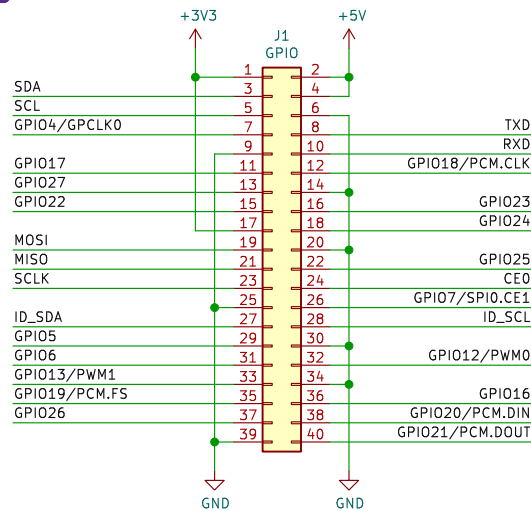 +3V3 +5V
J1
GPIO
1 2
SDA 3 4
SCL 5 6
GPIO4/GPCLK0 7 8 TXD
9 10 RXD
GPIO17 11 12 GPIO18/PCM.CLK
GPIO27 13 14
GPIO22 15 16 GPIO23
17 18 GPIO24
MOSI 19 20
MISO 21 22 GPIO25
SCLK 23 24 CE0
25 26 GPIO7/SPI0.CE1
ID_SDA 27 28 ID_SCL
GPIO5 29 30
GPIO6 31 32 GPIO12/PWM0
GPIO13/PWM1 33 34
GPIO19/PCM.FS 35 36 GPIO16
GPIO26 37 38 GPIO20/PCM.DIN
39 40 GPIO21/PCM.DOUT
GND GND